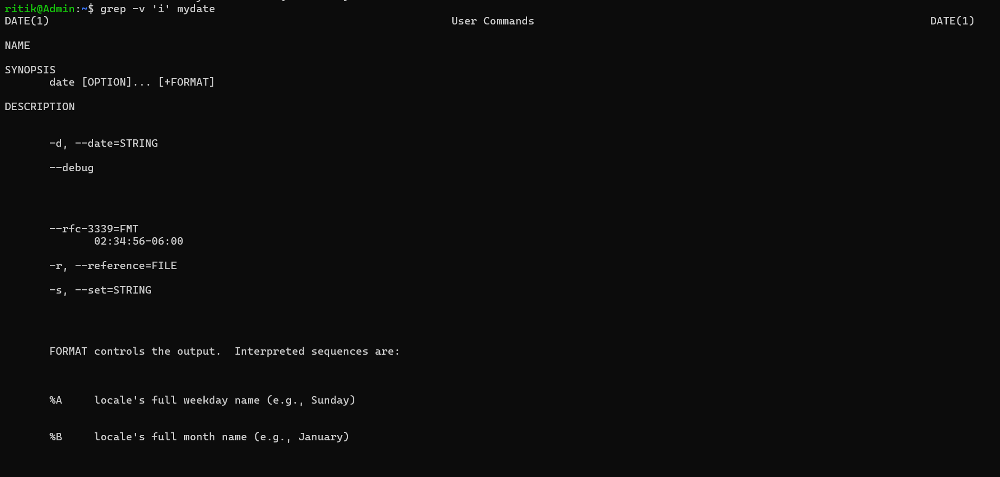 ritik@Admin:~$ grep -v 'i' mydate
DATE(1) User Commands DATE(1)
NAME
SYNOPSIS
date [OPTION]... [+FORMAT]
DESCRIPTION
-d, --date=STRING
--debug
--rfc-3339=FMT
02:34:56-06:00
-r, --reference=FILE
-s, --set=STRING
FORMAT controls the output.  Interpreted sequences are:
%A     locale's full weekday name (e.g., Sunday)
%B     locale's full month name (e.g., January)